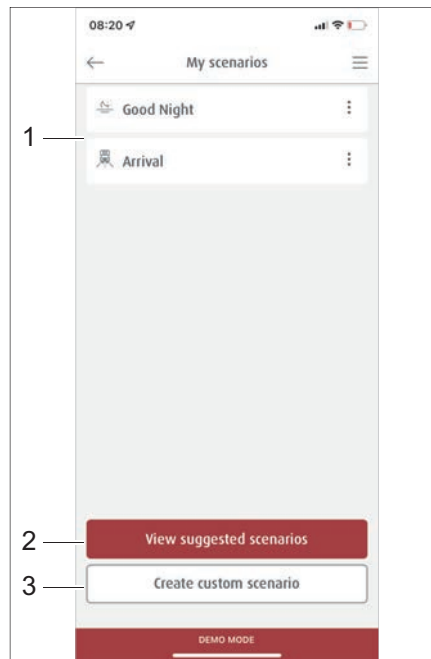 08:20
My scenarios
Good Night
1
Arrival
2 View suggested scenarios
3 Create custom scenario
DEMO MODE